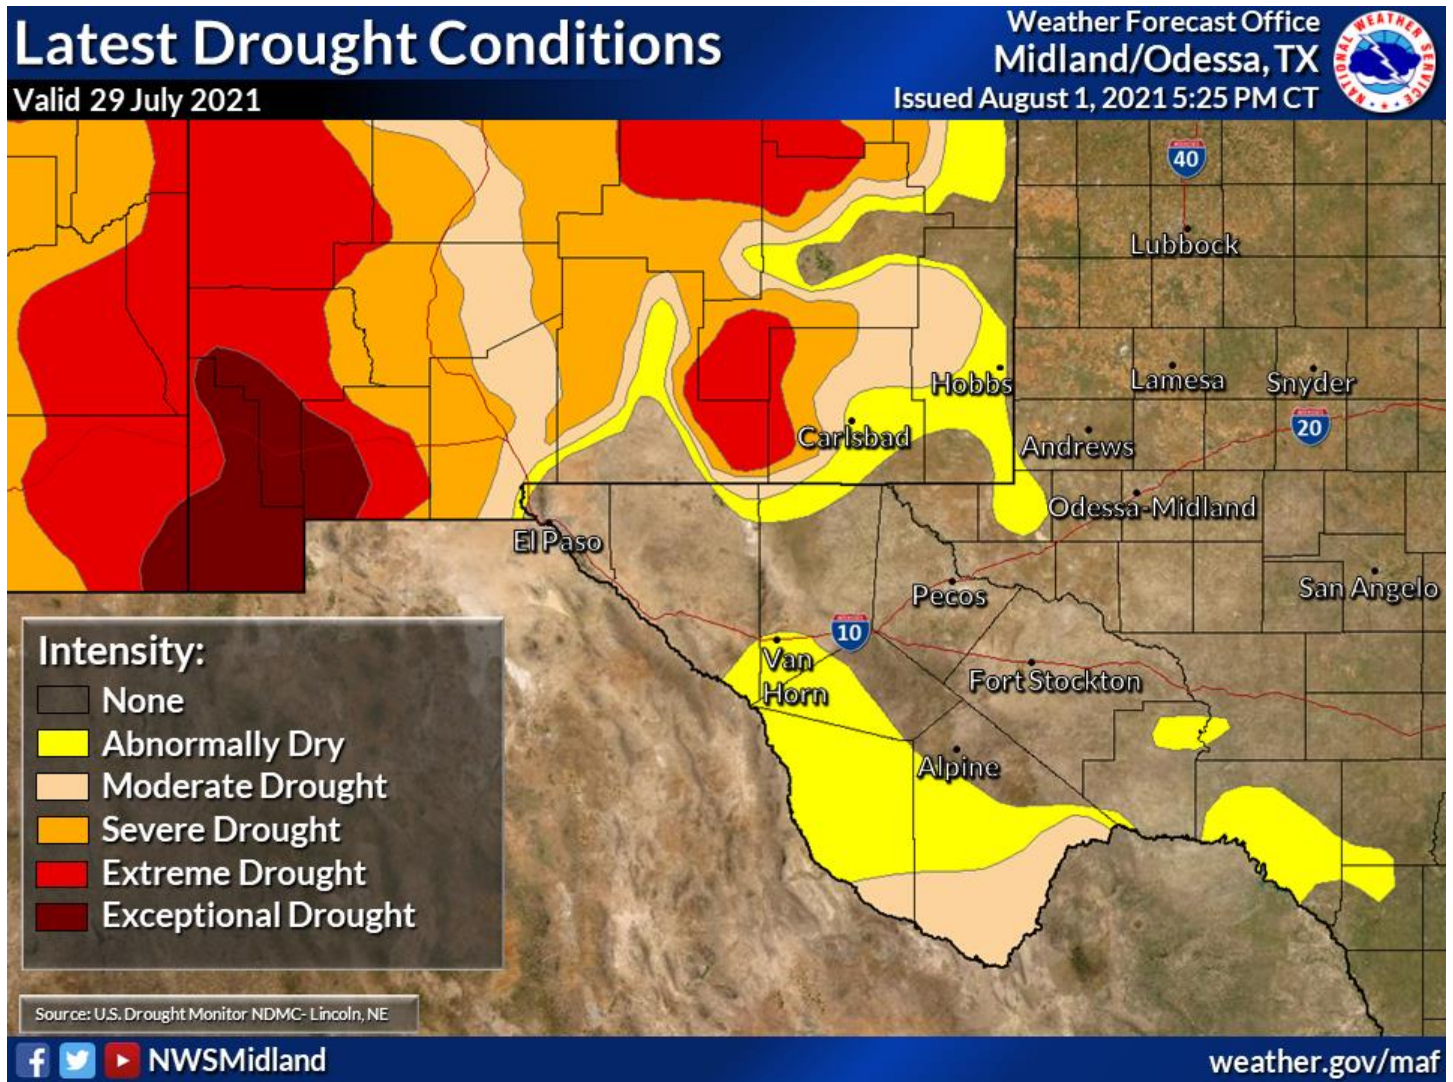 Latest Drought Conditions
Valid 29 July 2021
Weather Forecast Office
Midland/Odessa, TX
Issued August 1, 2021 5:25 PM CT
NATIONAL WEATHER SERVICE
40
Lubbock
Hobbs
Lamesa
Snyder
20
Carlsbad
Andrews
Odessa-Midland
El Paso
Pecos
San Angelo
10
Van
Horn
Fort Stockton
Alpine
Intensity:
None
Abnormally Dry
Moderate Drought
Severe Drought
Extreme Drought
Exceptional Drought
Source: U.S. Drought Monitor NDMC- Lincoln, NE
NWSMidland
weather.gov/maf